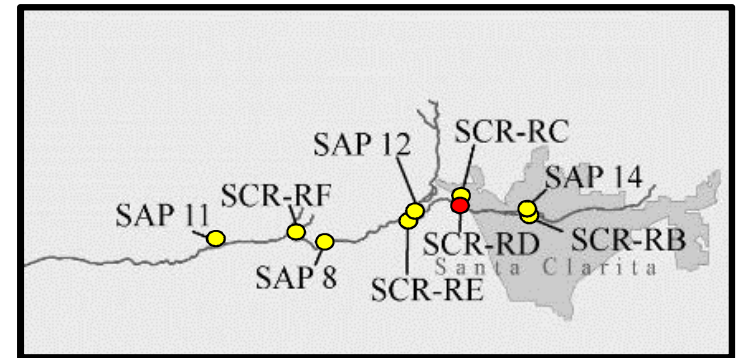 SCR-RC
SAP 12
SAP 14
SCR-RF
SAP 11
SCR-RD
SCR-RB
Santa Clarita
SAP 8
SCR-RE